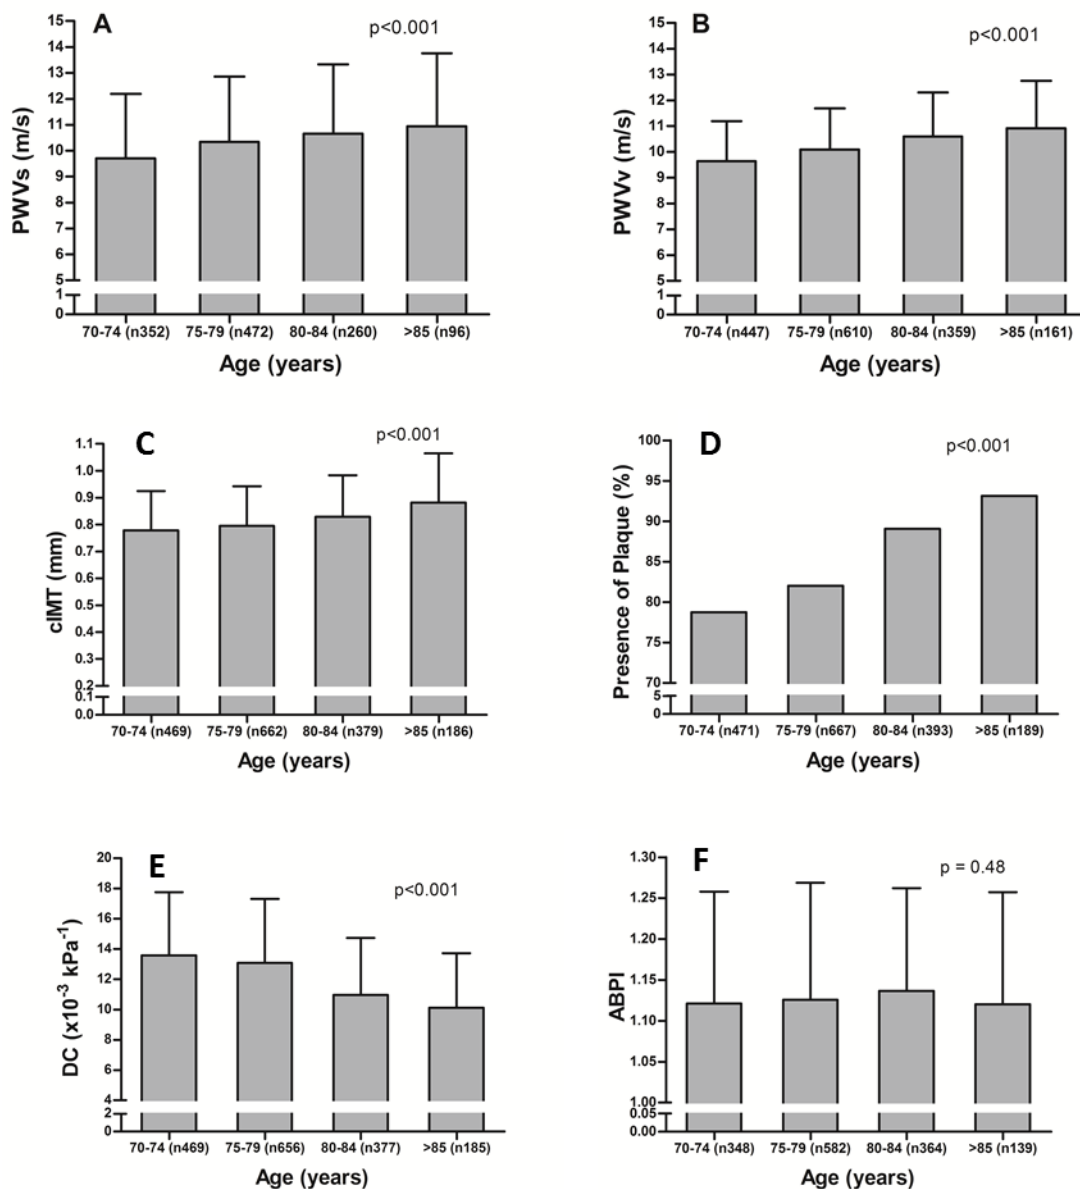 A
p<0.001
PWVs (m/s)
15
14
13
12
11
10
9
8
7
6
5
1
0
70-74 (n352) 75-79 (n472) 80-84 (n260) >85 (n96)
Age (years)
B
p<0.001
PWVv (m/s)
15
14
13
12
11
10
9
8
7
6
5
1
0
70-74 (n447) 75-79 (n610) 80-84 (n359) >85 (n161)
Age (years)
C
p<0.001
cIMT (mm)
1.1
1.0
0.9
0.8
0.7
0.6
0.5
0.4
0.3
0.2
0.1
0.0
70-74 (n469) 75-79 (n662) 80-84 (n379) >85 (n186)
Age (years)
D
p<0.001
Presence of Plaque (%)
100
95
90
85
80
75
70
5
0
70-74 (n471) 75-79 (n667) 80-84 (n393) >85 (n189)
Age (years)
E
p<0.001
DC (x10⁻³ kPa⁻¹)
20
18
16
14
12
10
8
6
4
2
0
70-74 (n469) 75-79 (n656) 80-84 (n377) >85 (n185)
Age (years)
F
p = 0.48
ABPI
1.30
1.25
1.20
1.15
1.10
1.05
1.00
0.05
0.00
70-74 (n348) 75-79 (n582) 80-84 (n364) >85 (n139)
Age (years)